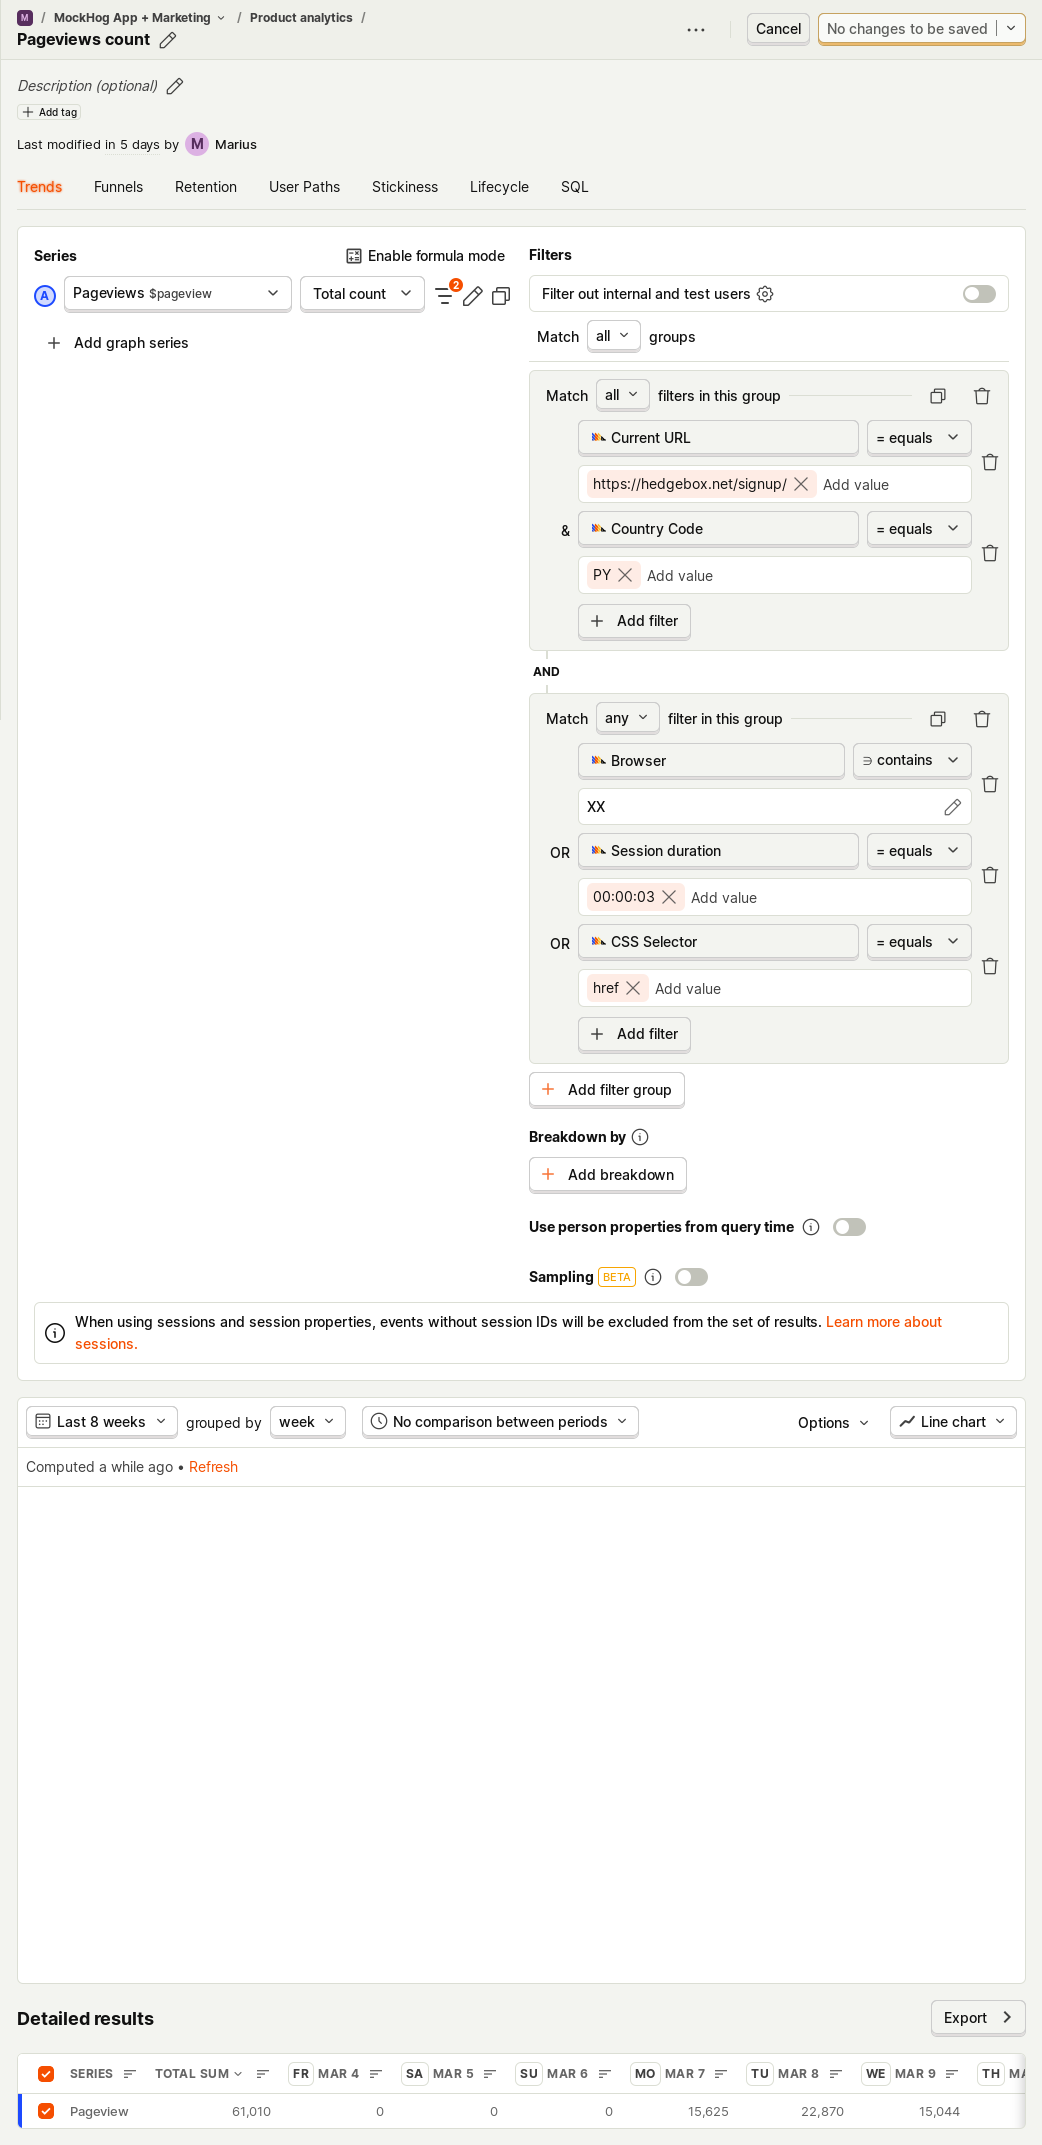 M / MockHog App + Marketing / Product analytics /
Pageviews count
Cancel
No changes to be saved
Description (optional)
Add tag
Last modified in 5 days by M Marius
Trends Funnels Retention User Paths Stickiness Lifecycle SQL
Series
Enable formula mode
A Pageviews $pageview Total count 2
Add graph series
Filters
Filter out internal and test users
Match all groups
Match all filters in this group
Current URL = equals
https://hedgebox.net/signup/ Add value
& Country Code = equals
PY Add value
Add filter
AND
Match any filter in this group
Browser ∋ contains
XX
OR Session duration = equals
00:00:03 Add value
OR CSS Selector = equals
href Add value
Add filter
Add filter group
Breakdown by
Add breakdown
Use person properties from query time
Sampling BETA
When using sessions and session properties, events without session IDs will be excluded from the set of results. Learn more about
sessions.
Last 8 weeks grouped by week No comparison between periods Options Line chart
Computed a while ago • Refresh
Detailed results
Export
SERIES TOTAL SUM FR MAR 4 SA MAR 5 SU MAR 6 MO MAR 7 TU MAR 8 WE MAR 9 TH
Pageview 61,010 0 0 0 15,625 22,870 15,044